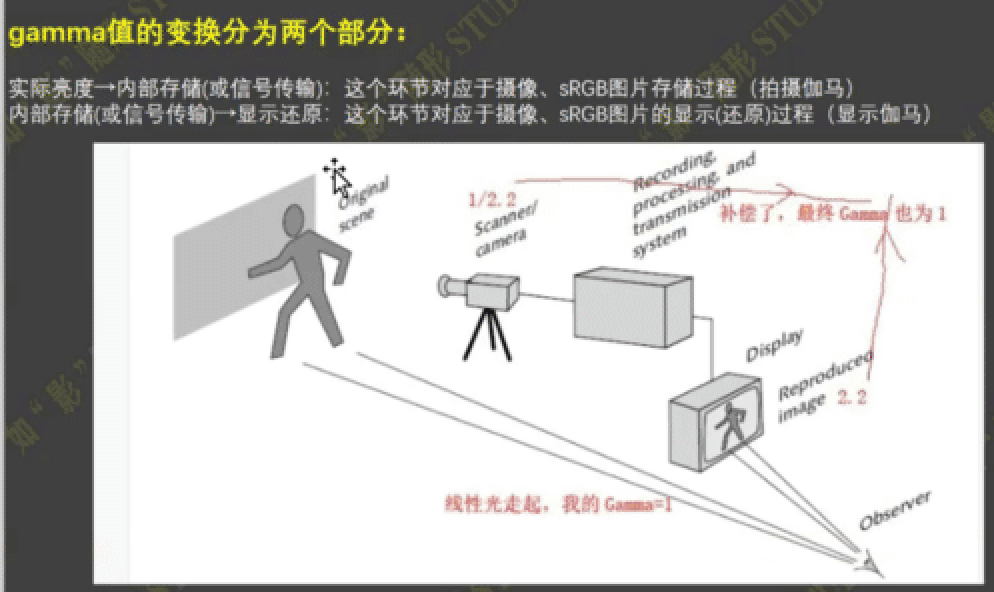 gamma值的变换分为两个部分：
实际亮度→内部存储(或信号传输)：这个环节对应于摄像、sRGB图片存储过程（拍摄伽马）
内部存储(或信号传输)→显示还原：这个环节对应于摄像、sRGB图片的显示(还原)过程（显示伽马）
Original
scene
1/2.2
Scanner/
camera
Recording,
processing, and
transmission
system
补偿了，最终 Gamma 也为 1
Display
Reproduced
image
2.2
线性光走起，我的 Gamma=1
Observer